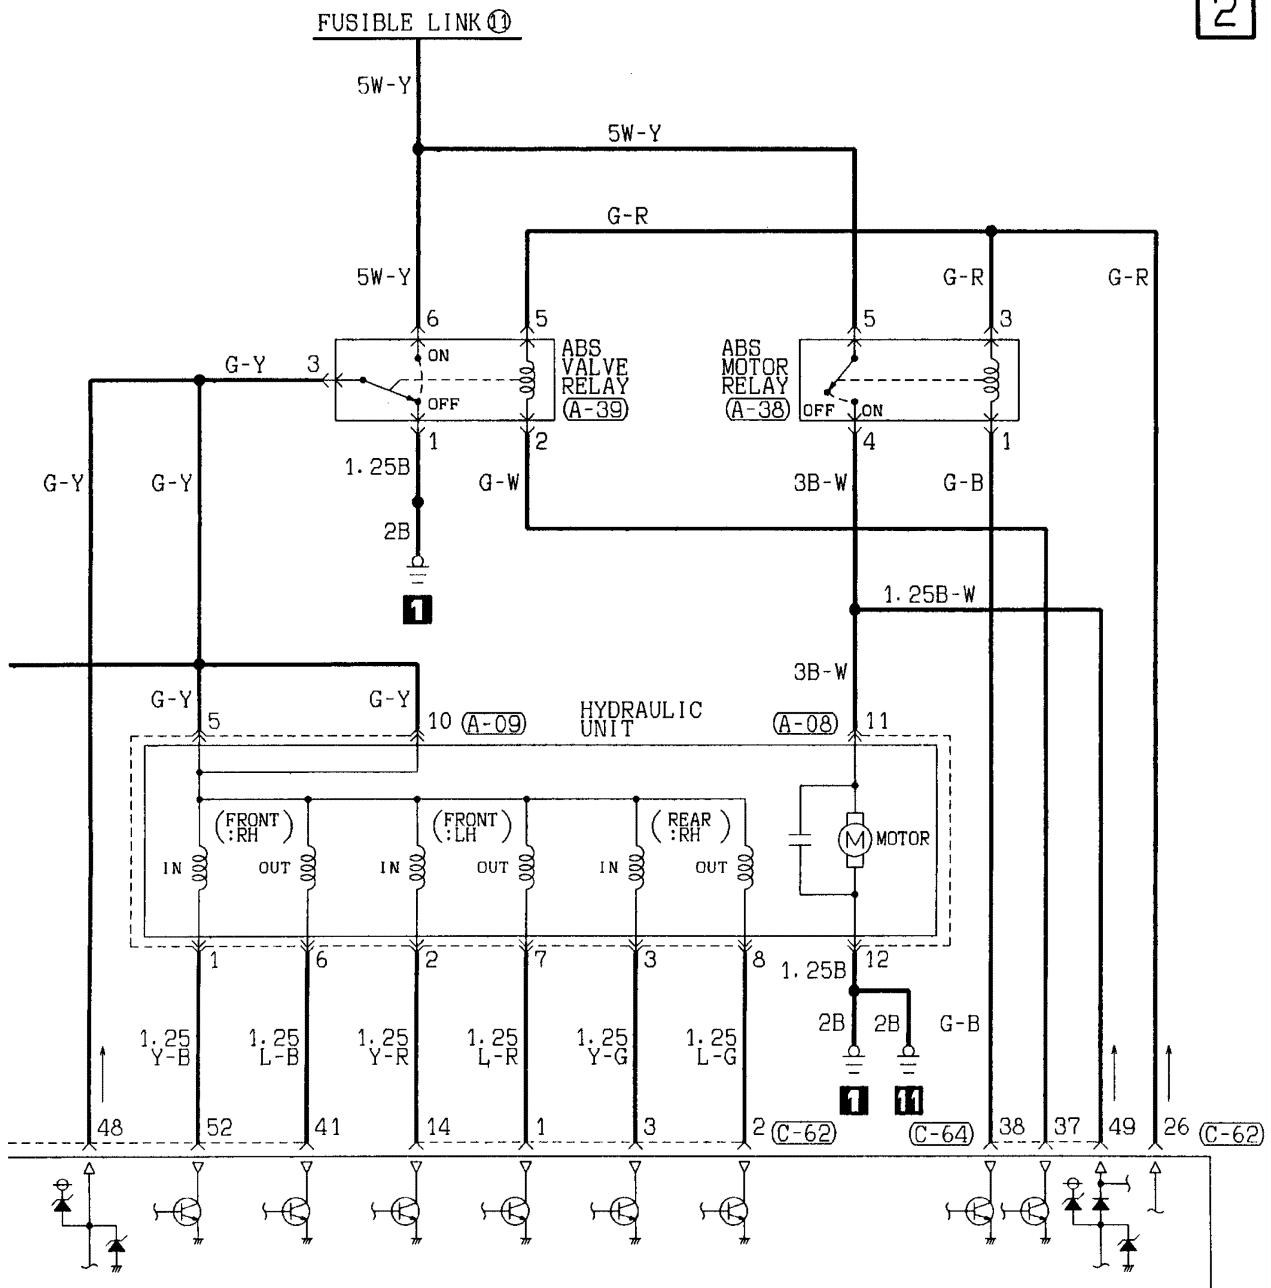 2
FUSIBLE LINK⑪
5W-Y
5W-Y
G-R
5W-Y
G-R
G-R
6
5
5
3
G-Y
3
ON
OFF
ABS
VALVE
RELAY
(A-39)
ABS
MOTOR
RELAY
(A-38)
OFF
ON
1
2
4
1
1.25B
G-Y
G-Y
G-W
3B-W
G-B
2B
1
1.25B-W
3B-W
G-Y
G-Y
5
10
(A-09)
HYDRAULIC
UNIT
(A-08)
11
(FRONT
:RH)
(FRONT
:LH)
(REAR
:RH)
MOTOR
M
IN
OUT
IN
OUT
IN
OUT
1
6
2
7
3
8
12
1.25B
1.25
Y-B
1.25
L-B
1.25
Y-R
1.25
L-R
1.25
Y-G
1.25
L-G
2B
2B
G-B
1
11
48
52
41
14
1
3
2
(C-62)
(C-64)
38
37
49
26
(C-62)